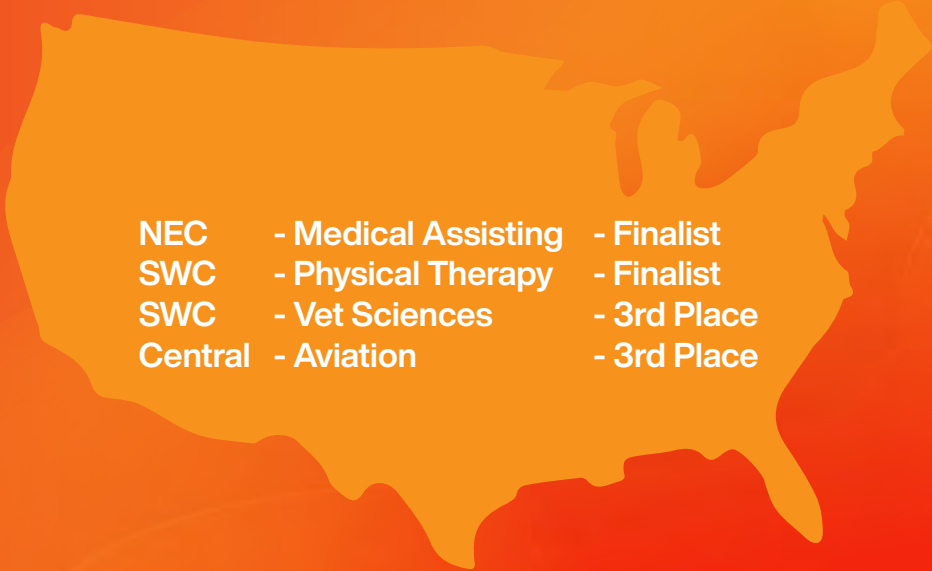 NEC - Medical Assisting - Finalist
SWC - Physical Therapy - Finalist
SWC - Vet Sciences - 3rd Place
Central - Aviation - 3rd Place